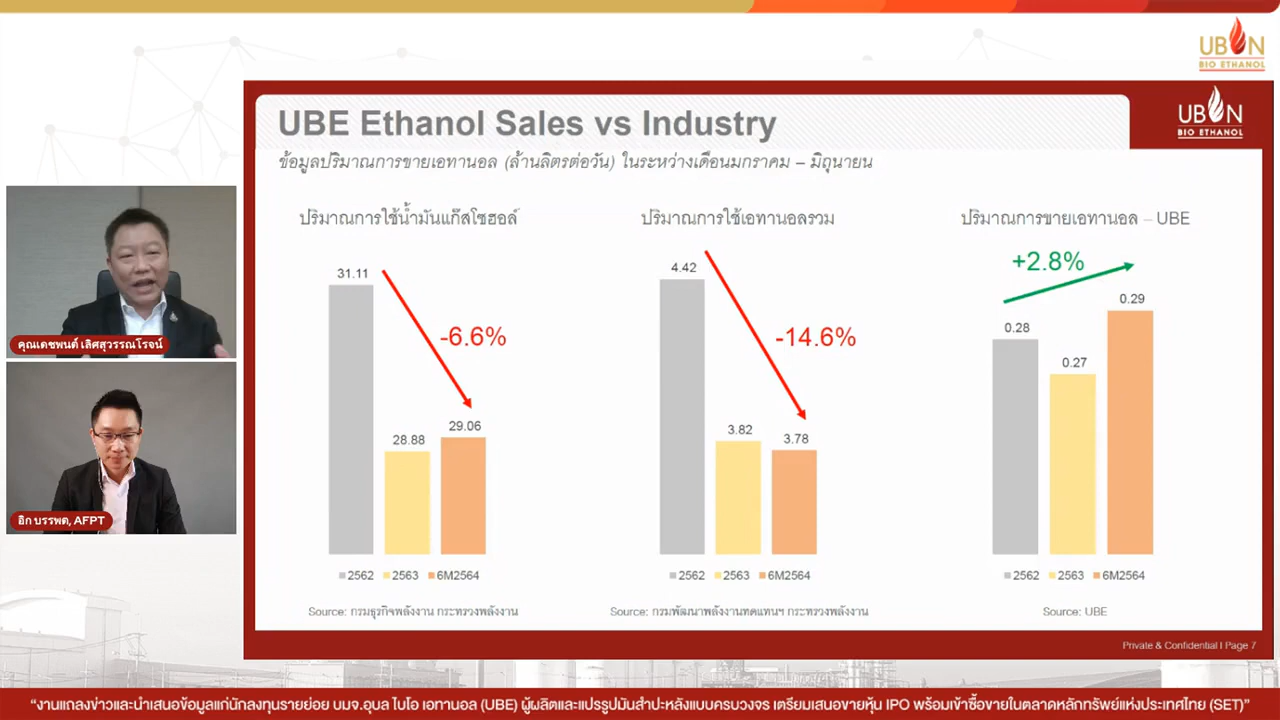 UBON
BIO ETHANOL
UBON
BIO ETHANOL
UBE Ethanol Sales vs Industry
ข้อมูลปริมาณการขายเอทานอล (ล้านลิตรต่อวัน) ในระหว่างเดือนมกราคม – มิถุนายน
ปริมาณการใช้น้ำมันแก๊สโซฮอล์
31.11
-6.6%
28.88
29.06
2562 2563 6M2564
Source: กรมธุรกิจพลังงาน กระทรวงพลังงาน
ปริมาณการใช้เอทานอลรวม
4.42
-14.6%
3.82
3.78
2562 2563 6M2564
Source: กรมพัฒนาพลังงานทดแทนฯ กระทรวงพลังงาน
ปริมาณการขายเอทานอล – UBE
+2.8%
0.28
0.27
0.29
2562 2563 6M2564
Source: UBE
Private & Confidential | Page 7
คุณเดชพนต์ เลิศสุวรรณโรจน์
อิก บรรพต, AFPT
“งานแถลงข่าวและนำเสนอข้อมูลแก่นักลงทุนรายย่อย บมจ.อุบล ไบโอ เอทานอล (UBE) ผู้ผลิตและแปรรูปมันสำปะหลังแบบครบวงจร เตรียมเสนอขายหุ้น IPO พร้อมเข้าซื้อขายในตลาดหลักทรัพย์แห่งประเทศไทย (SET)”